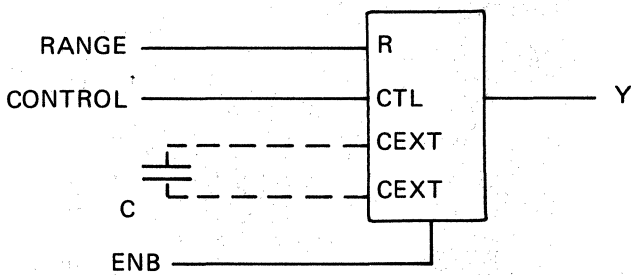 RANGE
R
CONTROL
CTL
Y
CEXT
CEXT
C
ENB